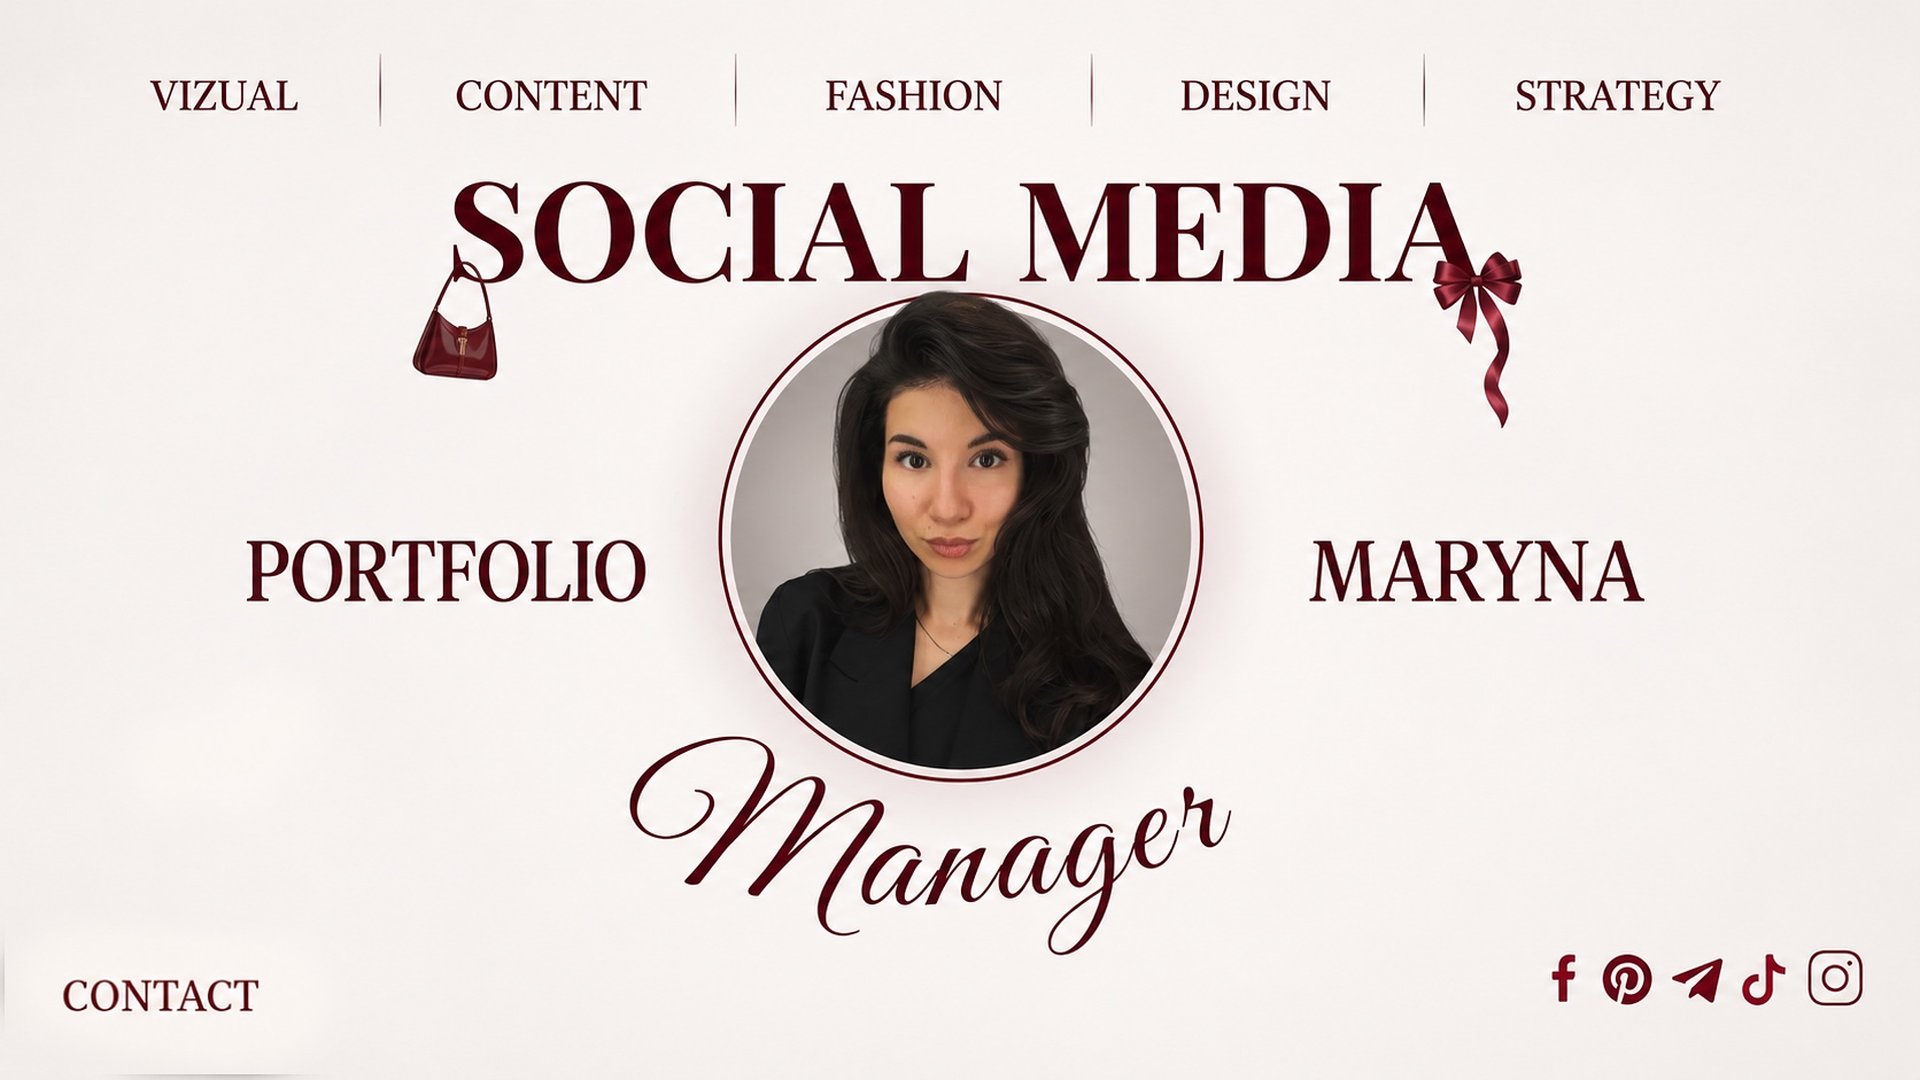 VIZUAL CONTENT FASHION DESIGN STRATEGY
SOCIAL MEDIA
PORTFOLIO MARYNA
Manager
CONTACT